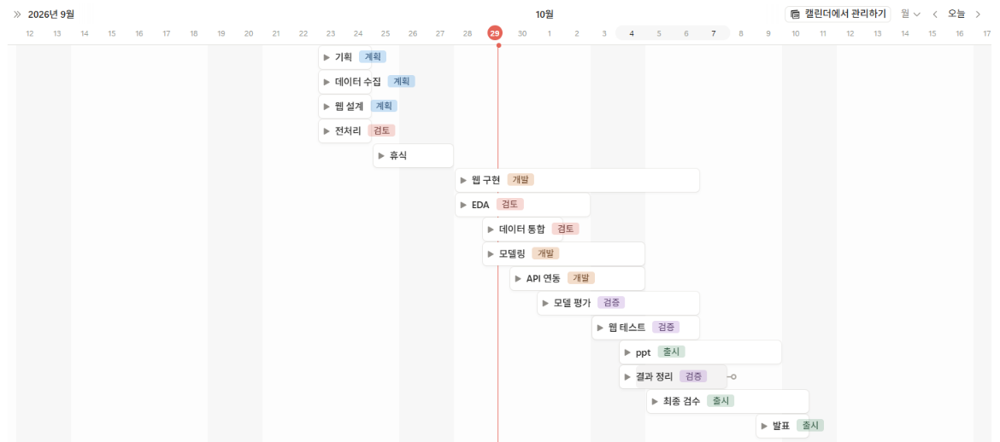 2026년 9월 10월 캘린더에서 관리하기 월 오늘
12 13 14 15 16 17 18 19 20 21 22 23 24 25 26 27 28 29 30 1 2 3 4 5 6 7 8 9 10 11 12 13 14 15 16 17
기획 계획
데이터 수집 계획
웹 설계 계획
전처리 검토
휴식
웹 구현 개발
EDA 검토
데이터 통합 검토
모델링 개발
API 연동 개발
모델 평가 검증
웹 테스트 검증
ppt 출시
결과 정리 검증
최종 검수 출시
발표 출시